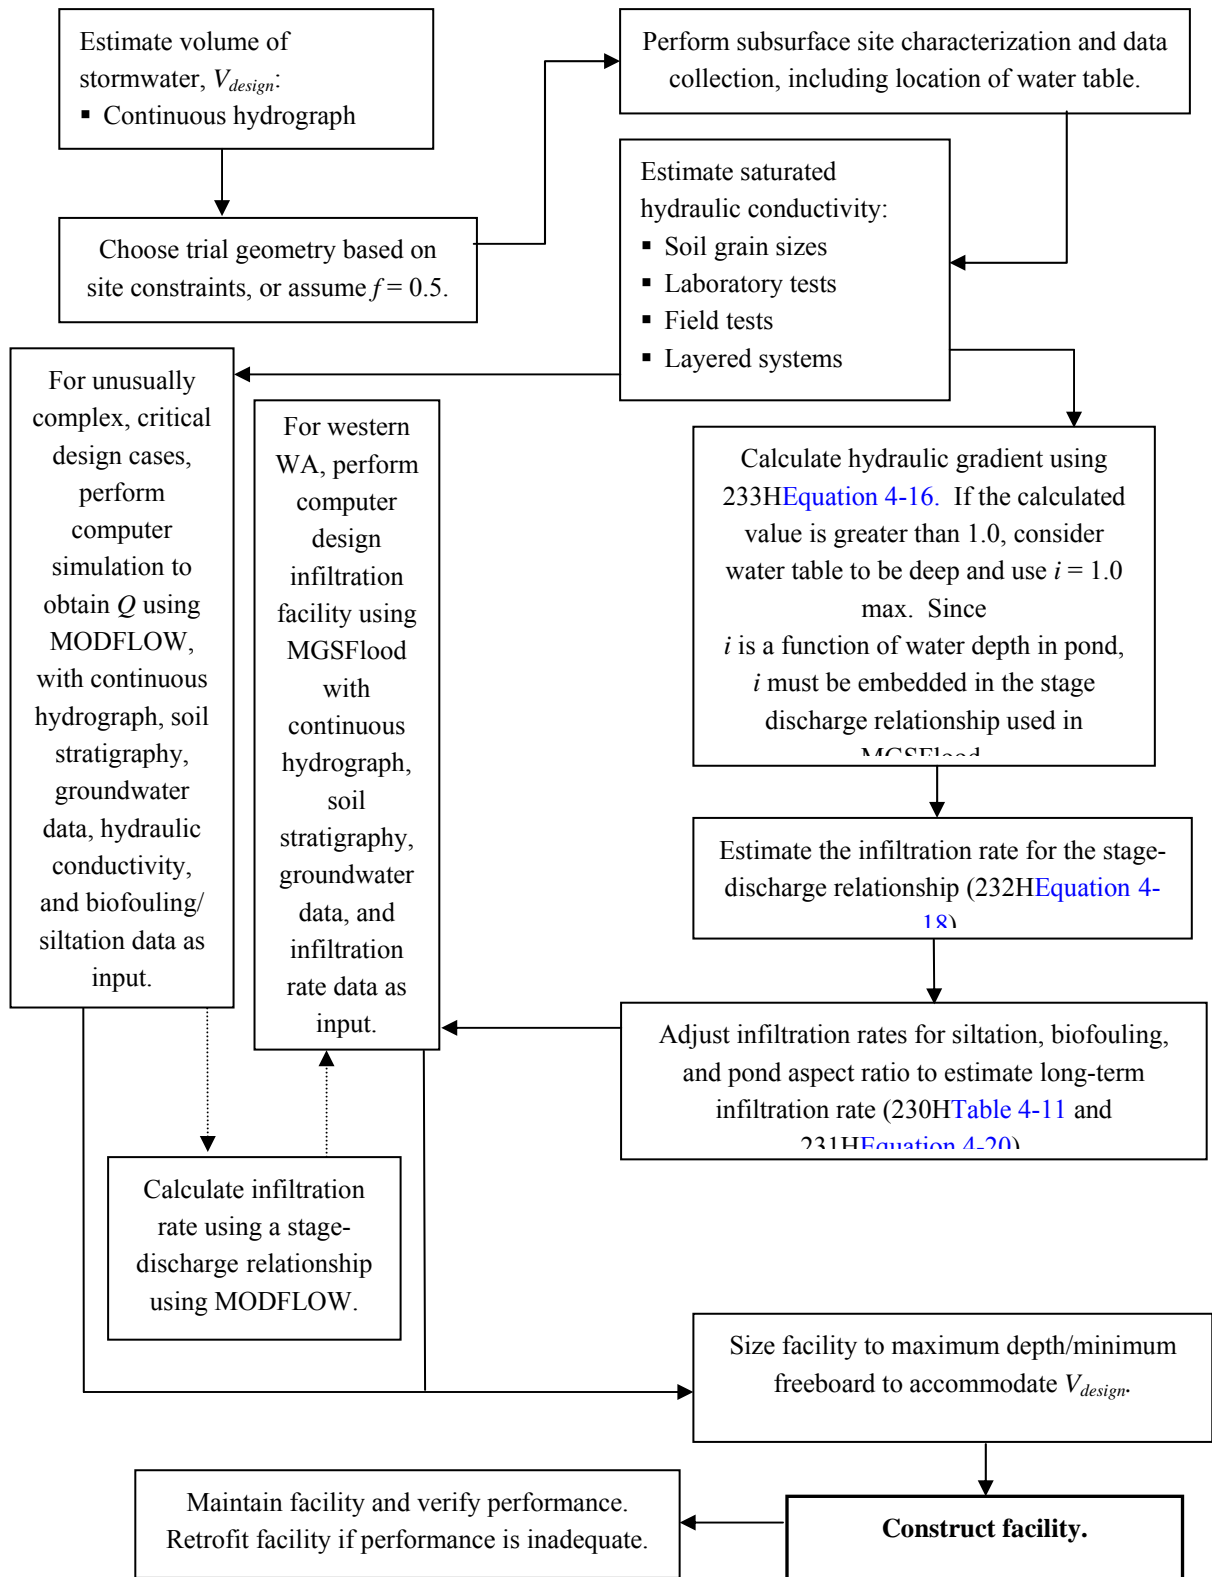 Estimate volume of
stormwater, V_design:
▪ Continuous hydrograph
Perform subsurface site characterization and data
collection, including location of water table.
Choose trial geometry based on
site constraints, or assume f = 0.5.
Estimate saturated
hydraulic conductivity:
▪ Soil grain sizes
▪ Laboratory tests
▪ Field tests
▪ Layered systems
For unusually
complex, critical
design cases,
perform
computer
simulation to
obtain Q using
MODFLOW,
with continuous
hydrograph, soil
stratigraphy,
groundwater
data, hydraulic
conductivity,
and biofouling/
siltation data as
input.
For western
WA, perform
computer
design
infiltration
facility using
MGSFlood
with
continuous
hydrograph,
soil
stratigraphy,
groundwater
data, and
infiltration
rate data as
input.
Calculate hydraulic gradient using
233HEquation 4-16. If the calculated
value is greater than 1.0, consider
water table to be deep and use i = 1.0
max. Since
i is a function of water depth in pond,
i must be embedded in the stage
discharge relationship used in
MGSFlood
Estimate the infiltration rate for the stage-
discharge relationship (232HEquation 4-
18)
Adjust infiltration rates for siltation, biofouling,
and pond aspect ratio to estimate long-term
infiltration rate (230HTable 4-11 and
231HEquation 4-20)
Calculate infiltration
rate using a stage-
discharge relationship
using MODFLOW.
Size facility to maximum depth/minimum
freeboard to accommodate V_design.
Construct facility.
Maintain facility and verify performance.
Retrofit facility if performance is inadequate.